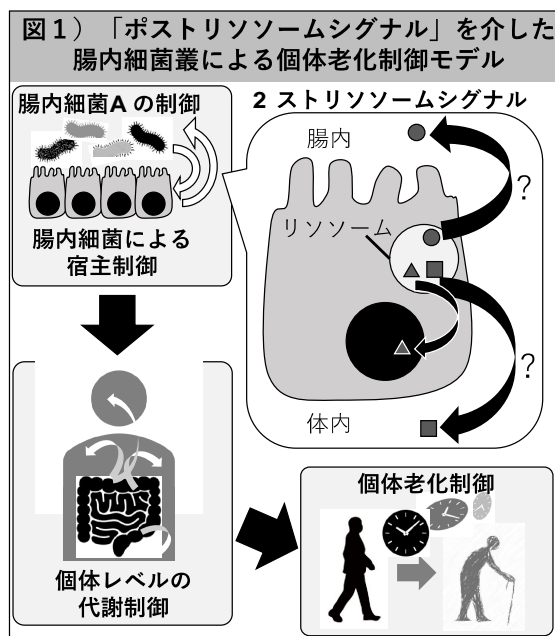 図1）「ポストリソソームシグナル」を介した
腸内細菌叢による個体老化制御モデル
腸内細菌A の制御
腸内細菌による
宿主制御
2 ストリソソームシグナル
腸内
?
リソソーム
?
体内
個体レベルの
代謝制御
個体老化制御